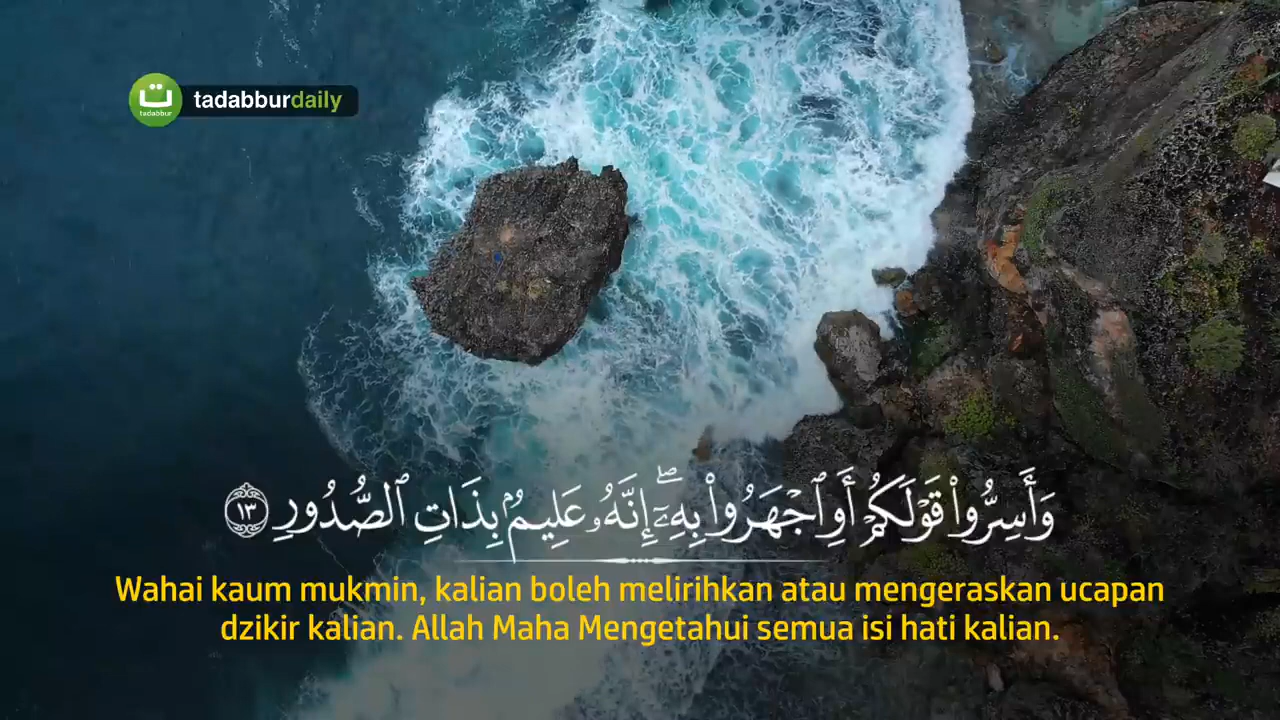 ت
tadabbur
tadabburdaily
وَأَسِرُّوا۟ قَوْلَكُمْ أَوِ ٱجْهَرُوا۟ بِهِۦٓ ۖ إِنَّهُۥ عَلِيمٌۢ بِذَاتِ ٱلصُّدُورِ ١٣
Wahai kaum mukmin, kalian boleh melirihkan atau mengeraskan ucapan
dzikir kalian. Allah Maha Mengetahui semua isi hati kalian.